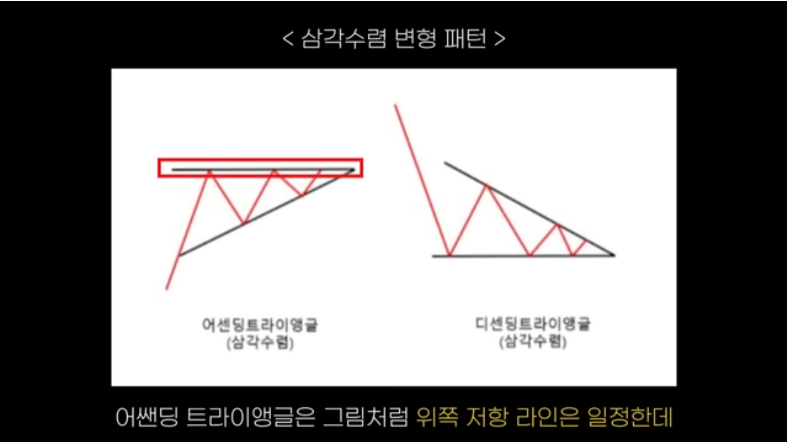 < 삼각수렴 변형 패턴 >
어센딩트라이앵글
(삼각수렴)
디센딩트라이앵글
(삼각수렴)
어쌘딩 트라이앵글은 그림처럼 위쪽 저항 라인은 일정한데